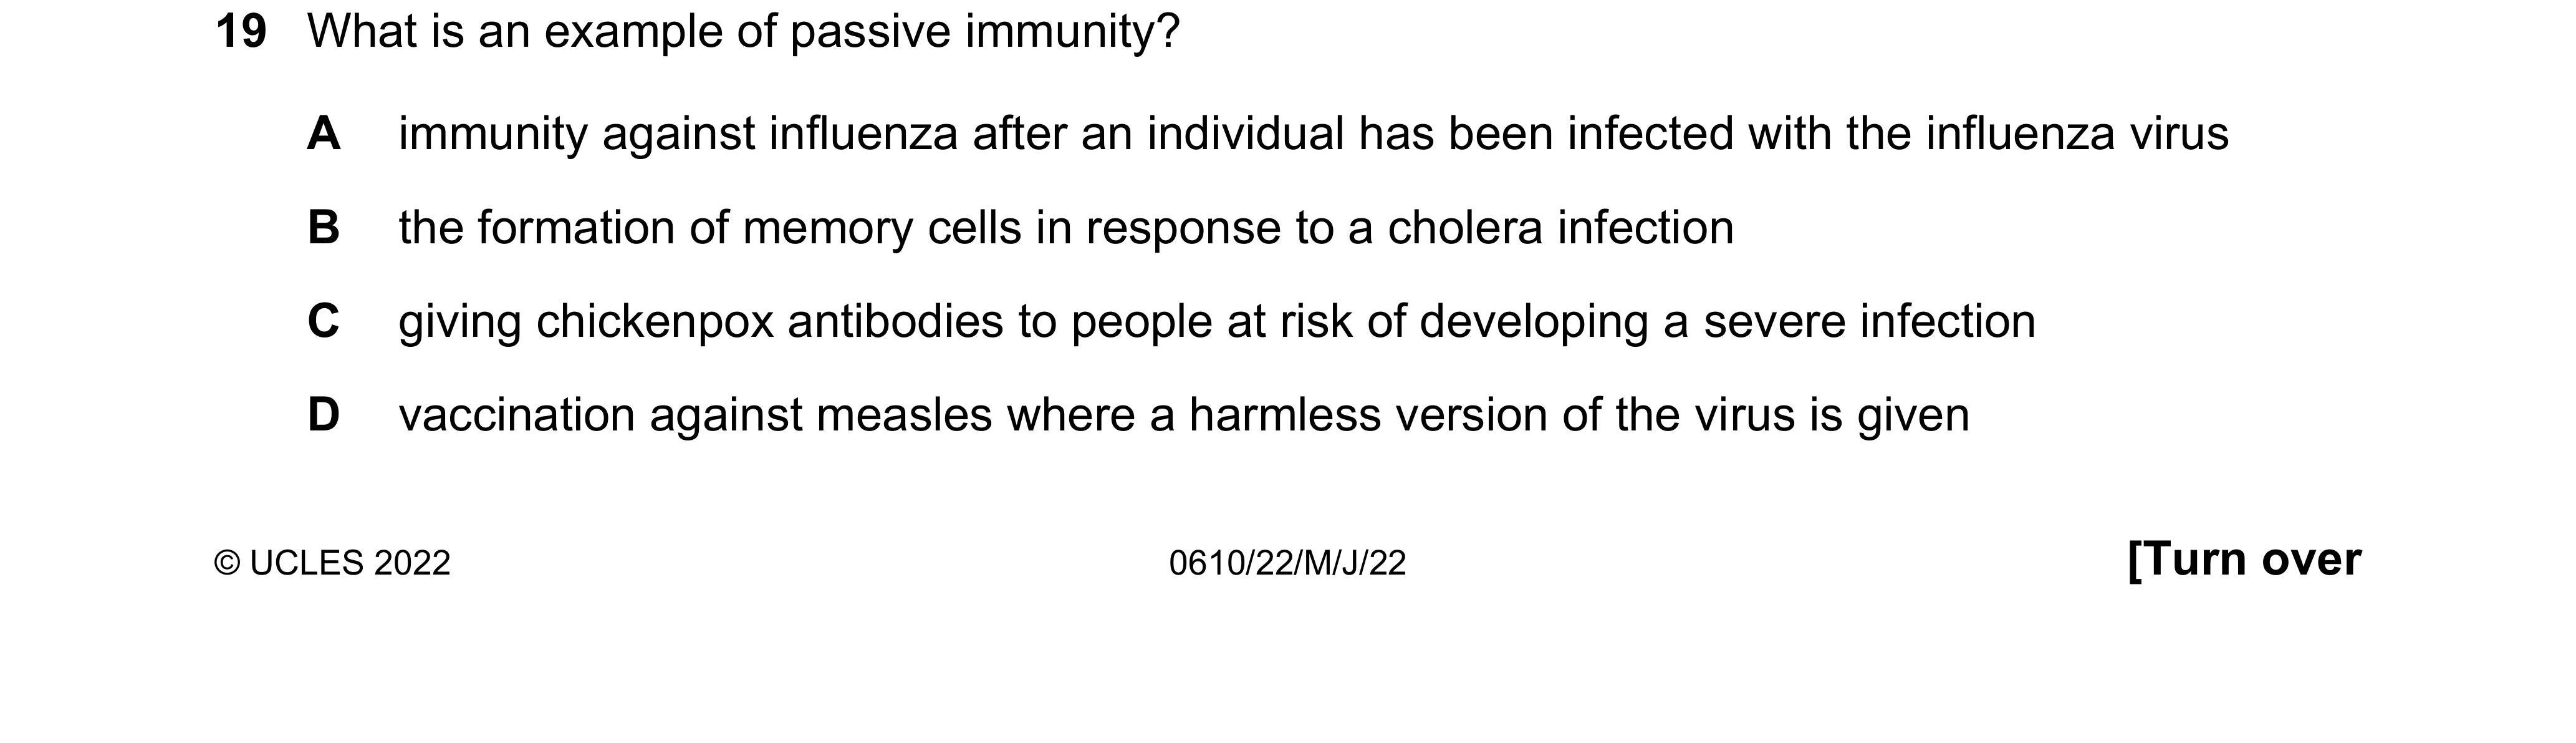 19 What is an example of passive immunity?
A immunity against influenza after an individual has been infected with the influenza virus
B the formation of memory cells in response to a cholera infection
C giving chickenpox antibodies to people at risk of developing a severe infection
D vaccination against measles where a harmless version of the virus is given
© UCLES 2022 0610/22/M/J/22 [Turn over